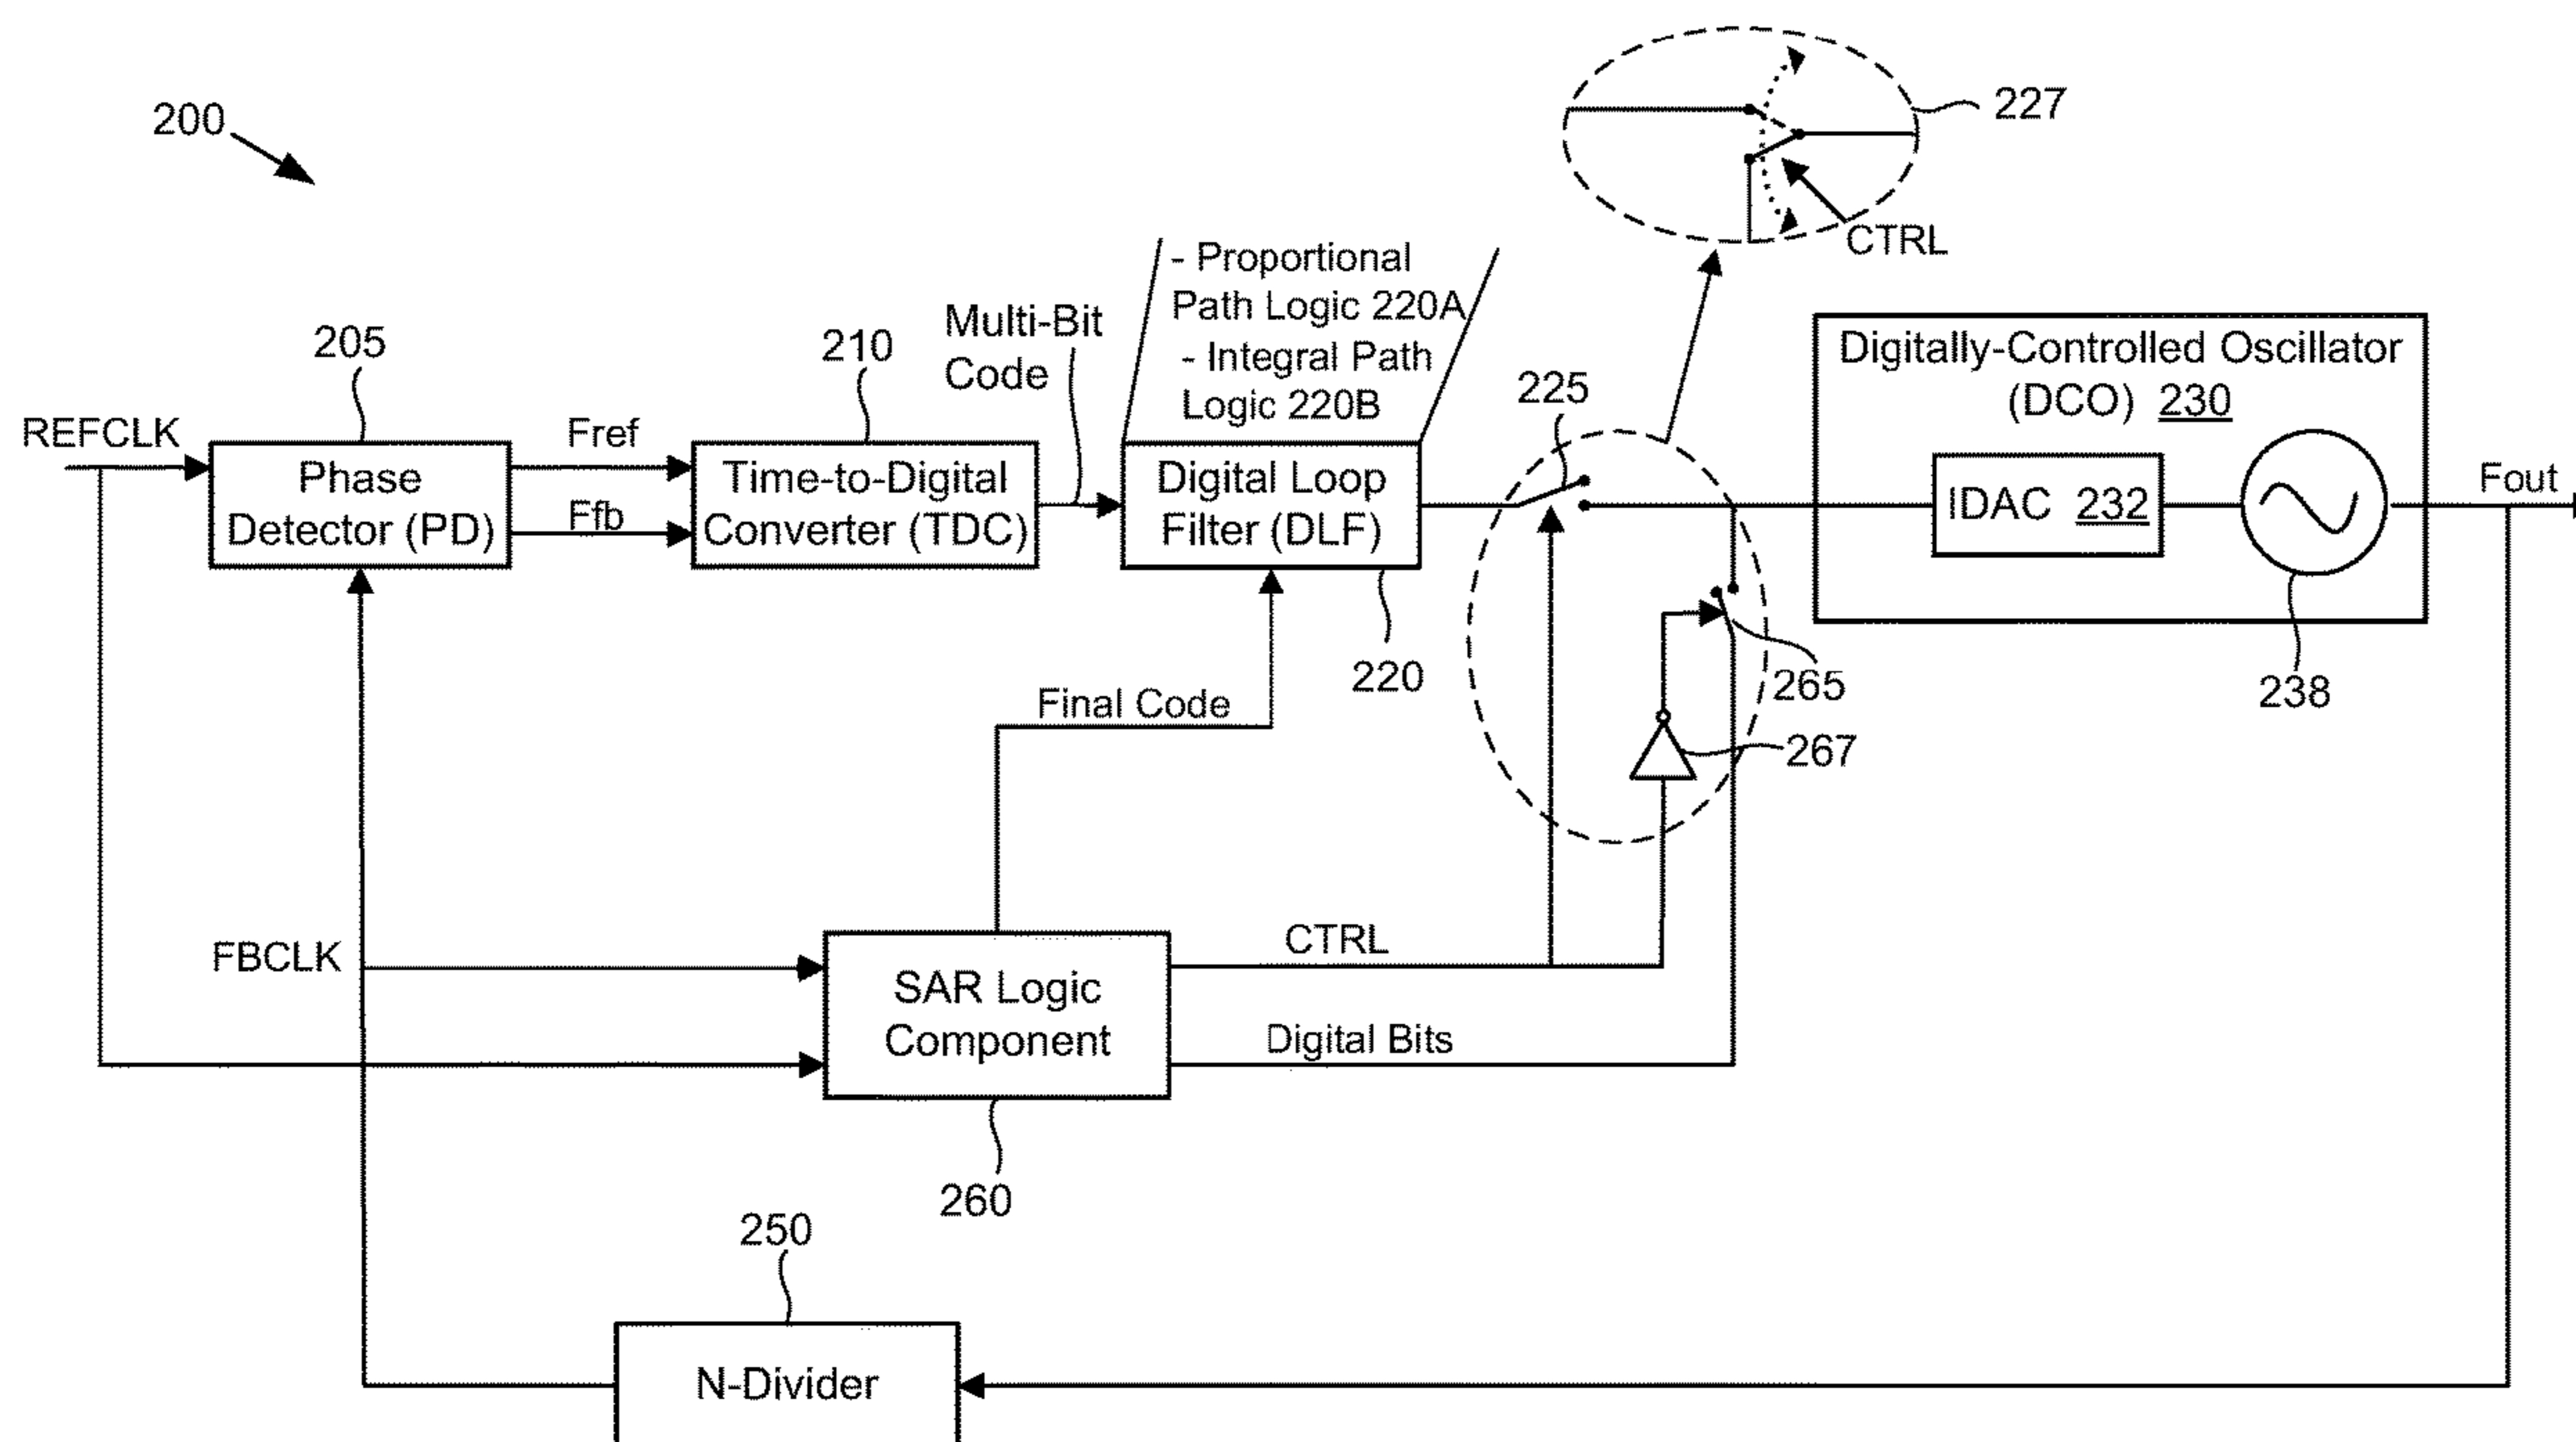 200
227
CTRL
- Proportional
Path Logic 220A
- Integral Path
Logic 220B
Multi-Bit
Code
205
210
225
Digitally-Controlled Oscillator
(DCO) 230
REFCLK
Fref
Ffb
Phase
Detector (PD)
Time-to-Digital
Converter (TDC)
Digital Loop
Filter (DLF)
IDAC 232
Fout
220
265
238
Final Code
267
FBCLK
SAR Logic
Component
CTRL
Digital Bits
260
250
N-Divider